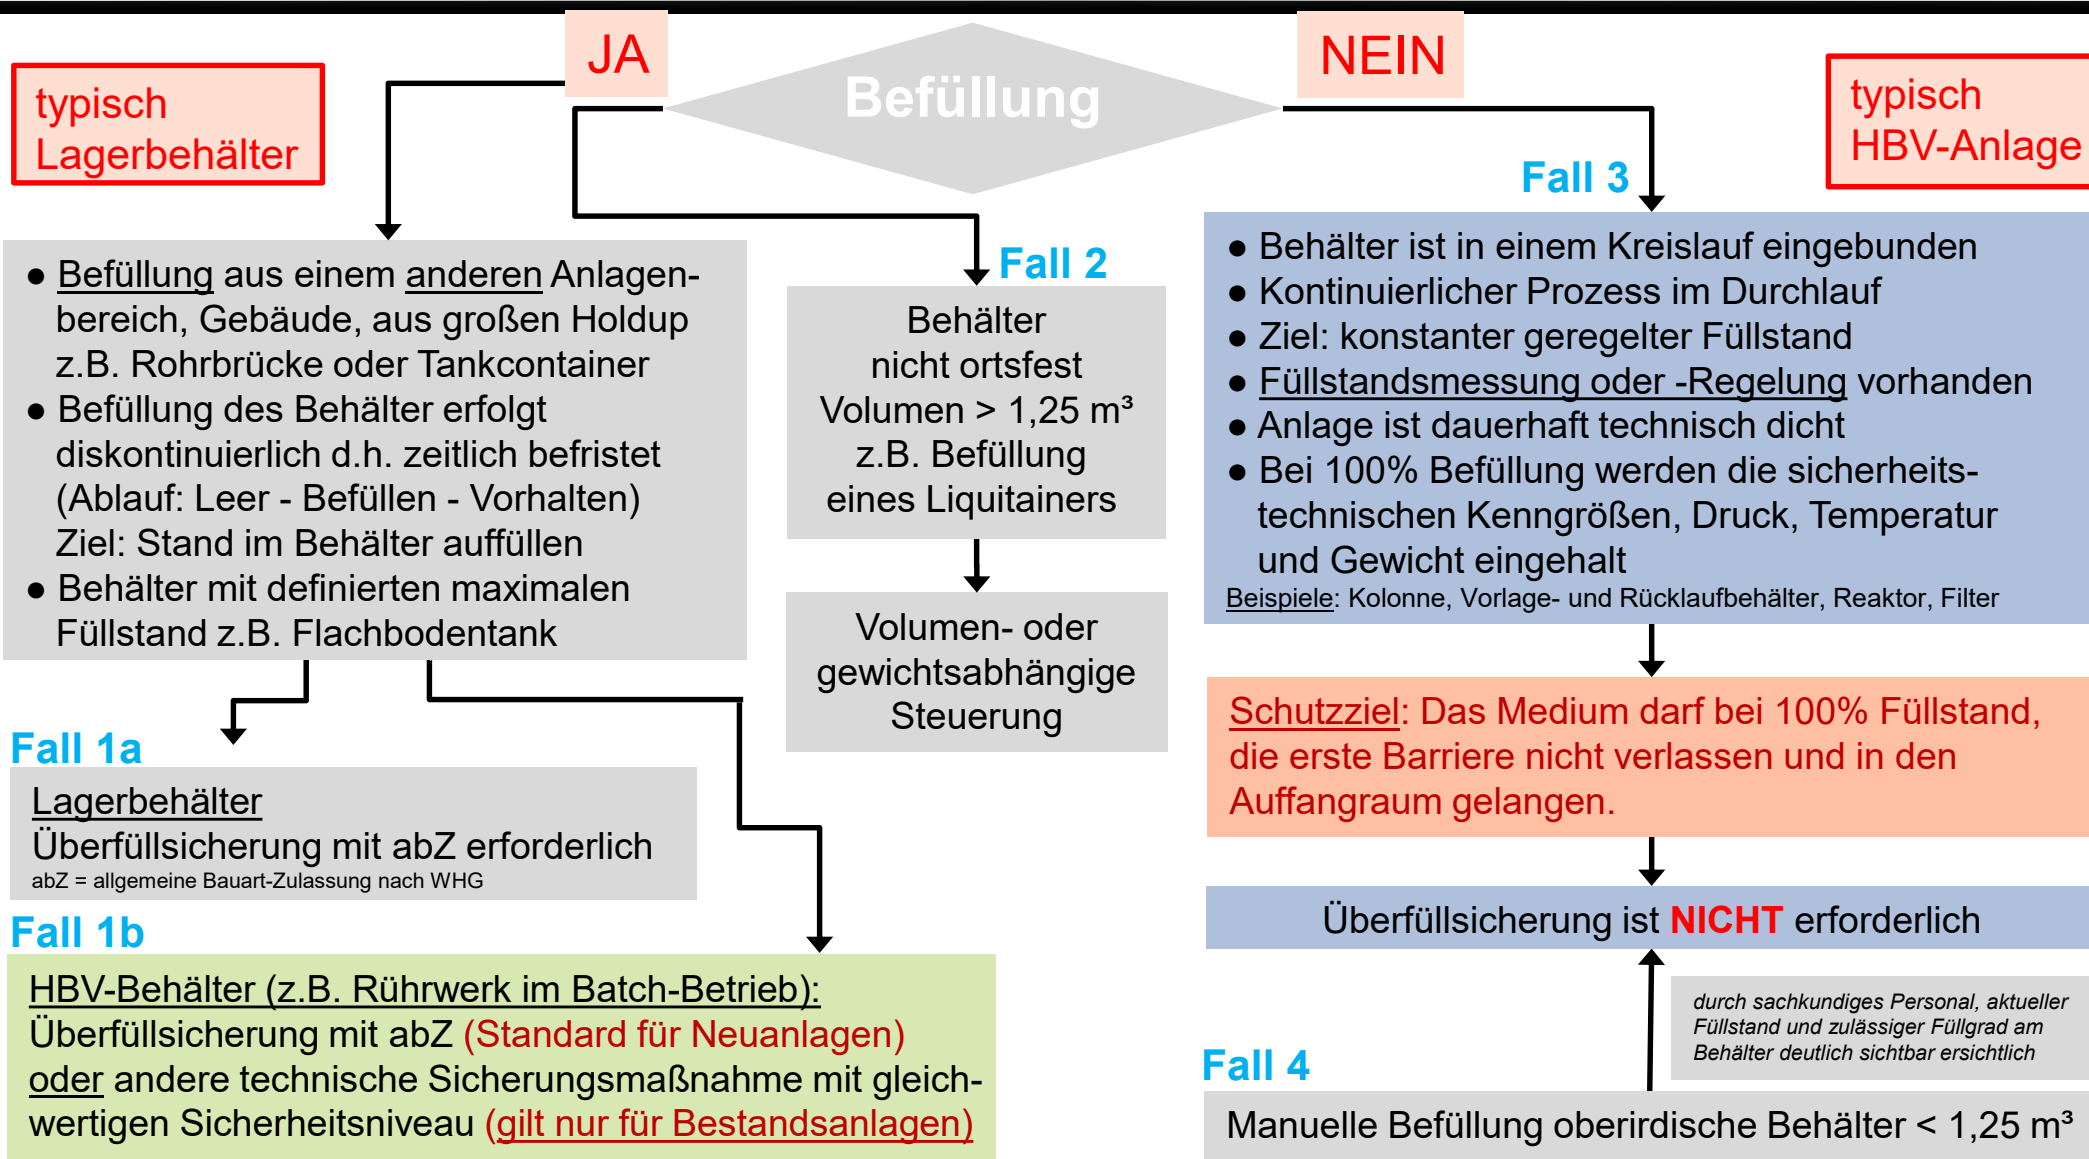 JA
Befüllung
NEIN
typisch
Lagerbehälter
typisch
HBV-Anlage
● Befüllung aus einem anderen Anlagen-
bereich, Gebäude, aus großen Holdup
z.B. Rohrbrücke oder Tankcontainer
● Befüllung des Behälter erfolgt
diskontinuierlich d.h. zeitlich befristet
(Ablauf: Leer - Befüllen - Vorhalten)
Ziel: Stand im Behälter auffüllen
● Behälter mit definierten maximalen
Füllstand z.B. Flachbodentank
Fall 1a
Lagerbehälter
Überfüllsicherung mit abZ erforderlich
abZ = allgemeine Bauart-Zulassung nach WHG
Fall 1b
HBV-Behälter (z.B. Rührwerk im Batch-Betrieb):
Überfüllsicherung mit abZ (Standard für Neuanlagen)
oder andere technische Sicherungsmaßnahme mit gleich-
wertigen Sicherheitsniveau (gilt nur für Bestandsanlagen)
Fall 2
Behälter
nicht ortsfest
Volumen > 1,25 m³
z.B. Befüllung
eines Liquitainers
Volumen- oder
gewichtsabhängige
Steuerung
Fall 3
● Behälter ist in einem Kreislauf eingebunden
● Kontinuierlicher Prozess im Durchlauf
● Ziel: konstanter geregelter Füllstand
● Füllstandsmessung oder -Regelung vorhanden
● Anlage ist dauerhaft technisch dicht
● Bei 100% Befüllung werden die sicherheits-
technischen Kenngrößen, Druck, Temperatur
und Gewicht eingehalt
Beispiele: Kolonne, Vorlage- und Rücklaufbehälter, Reaktor, Filter
Schutzziel: Das Medium darf bei 100% Füllstand,
die erste Barriere nicht verlassen und in den
Auffangraum gelangen.
Überfüllsicherung ist NICHT erforderlich
durch sachkundiges Personal, aktueller
Füllstand und zulässiger Füllgrad am
Behälter deutlich sichtbar ersichtlich
Fall 4
Manuelle Befüllung oberirdische Behälter < 1,25 m³